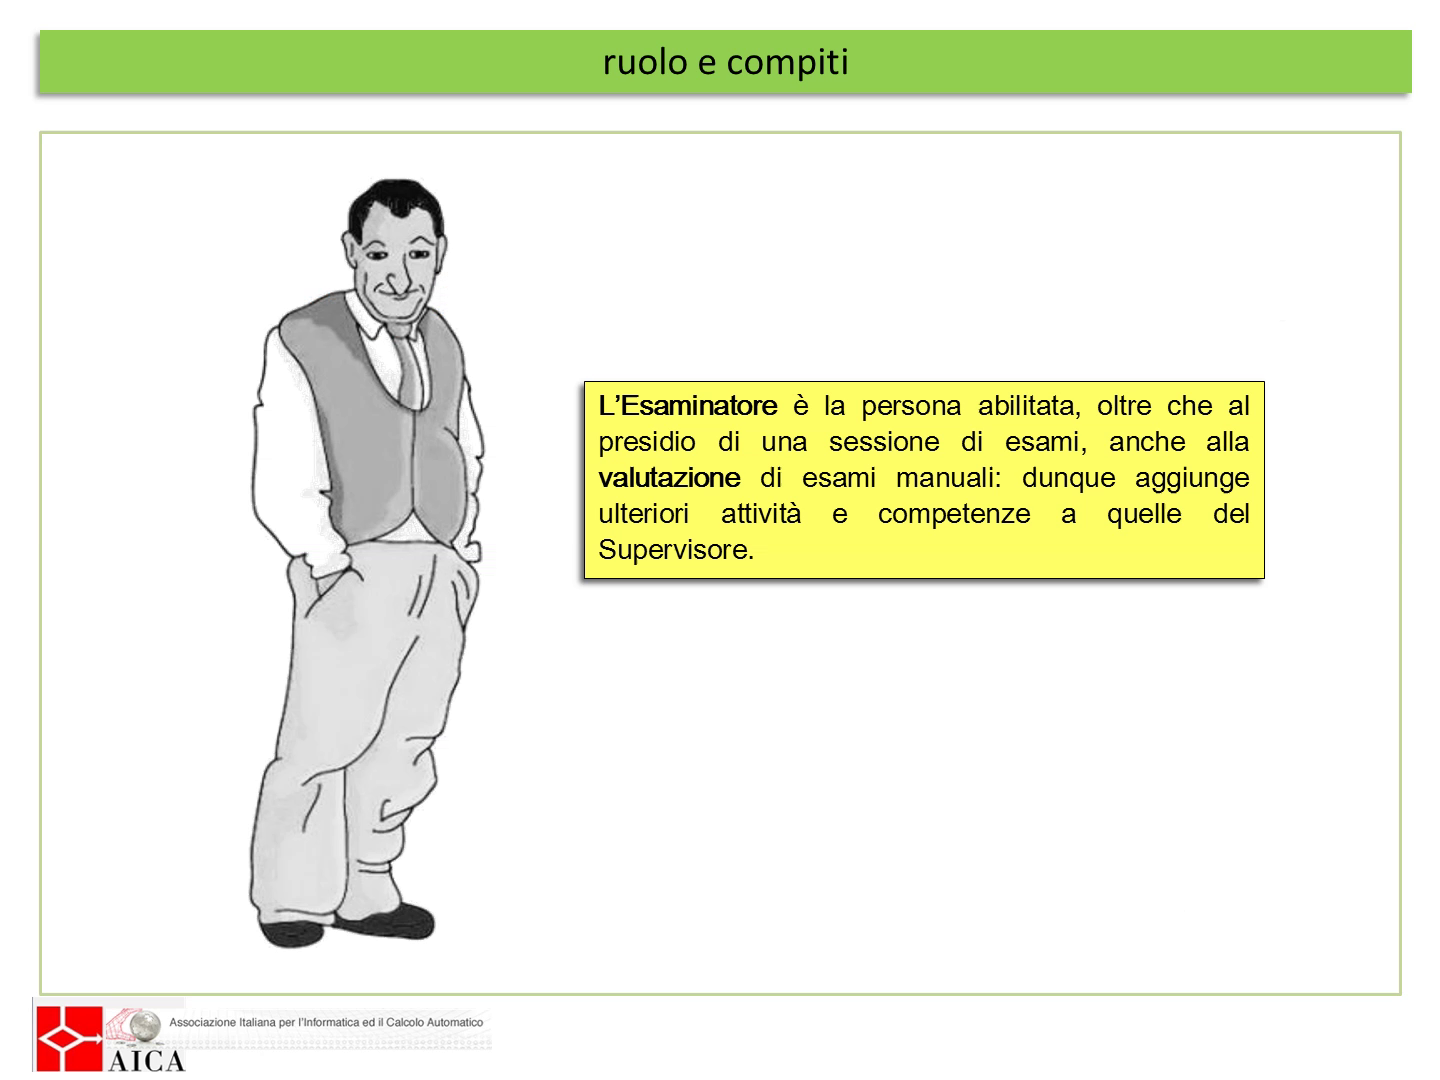 ruolo e compiti
L’Esaminatore è la persona abilitata, oltre che al
presidio di una sessione di esami, anche alla
valutazione di esami manuali: dunque aggiunge
ulteriori attività e competenze a quelle del
Supervisore.
Associazione Italiana per l'Informatica ed il Calcolo Automatico
AICA